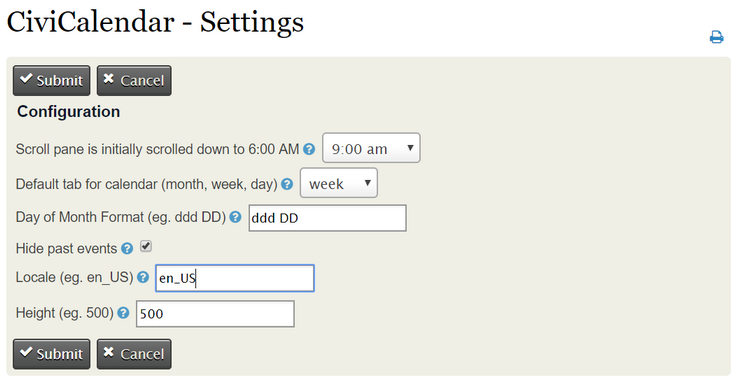 CiviCalendar - Settings
Submit Cancel
Configuration
Scroll pane is initially scrolled down to 6:00 AM ? 9:00 am
Default tab for calendar (month, week, day) ? week
Day of Month Format (eg. ddd DD) ? ddd DD
Hide past events ?
Locale (eg. en_US) ? en_US
Height (eg. 500) ? 500
Submit Cancel